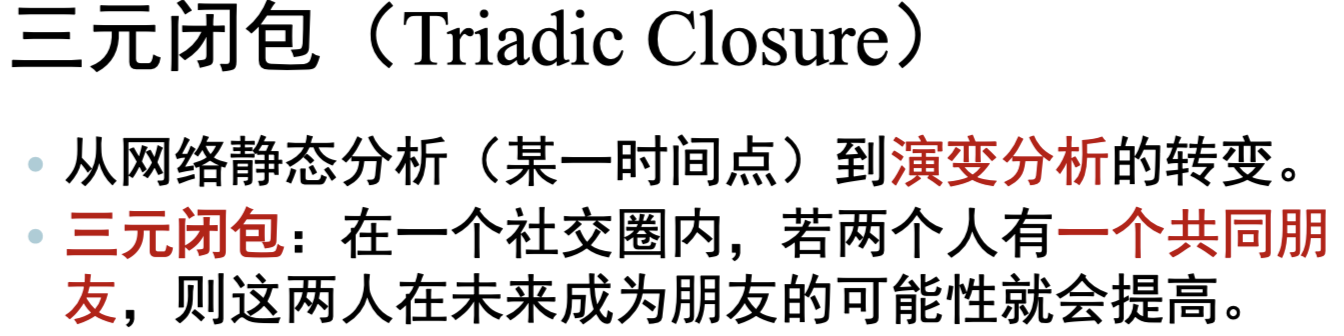 三元闭包（Triadic Closure）
• 从网络静态分析（某一时间点）到演变分析的转变。
• 三元闭包：在一个社交圈内，若两个人有一个共同朋
友，则这两人在未来成为朋友的可能性就会提高。